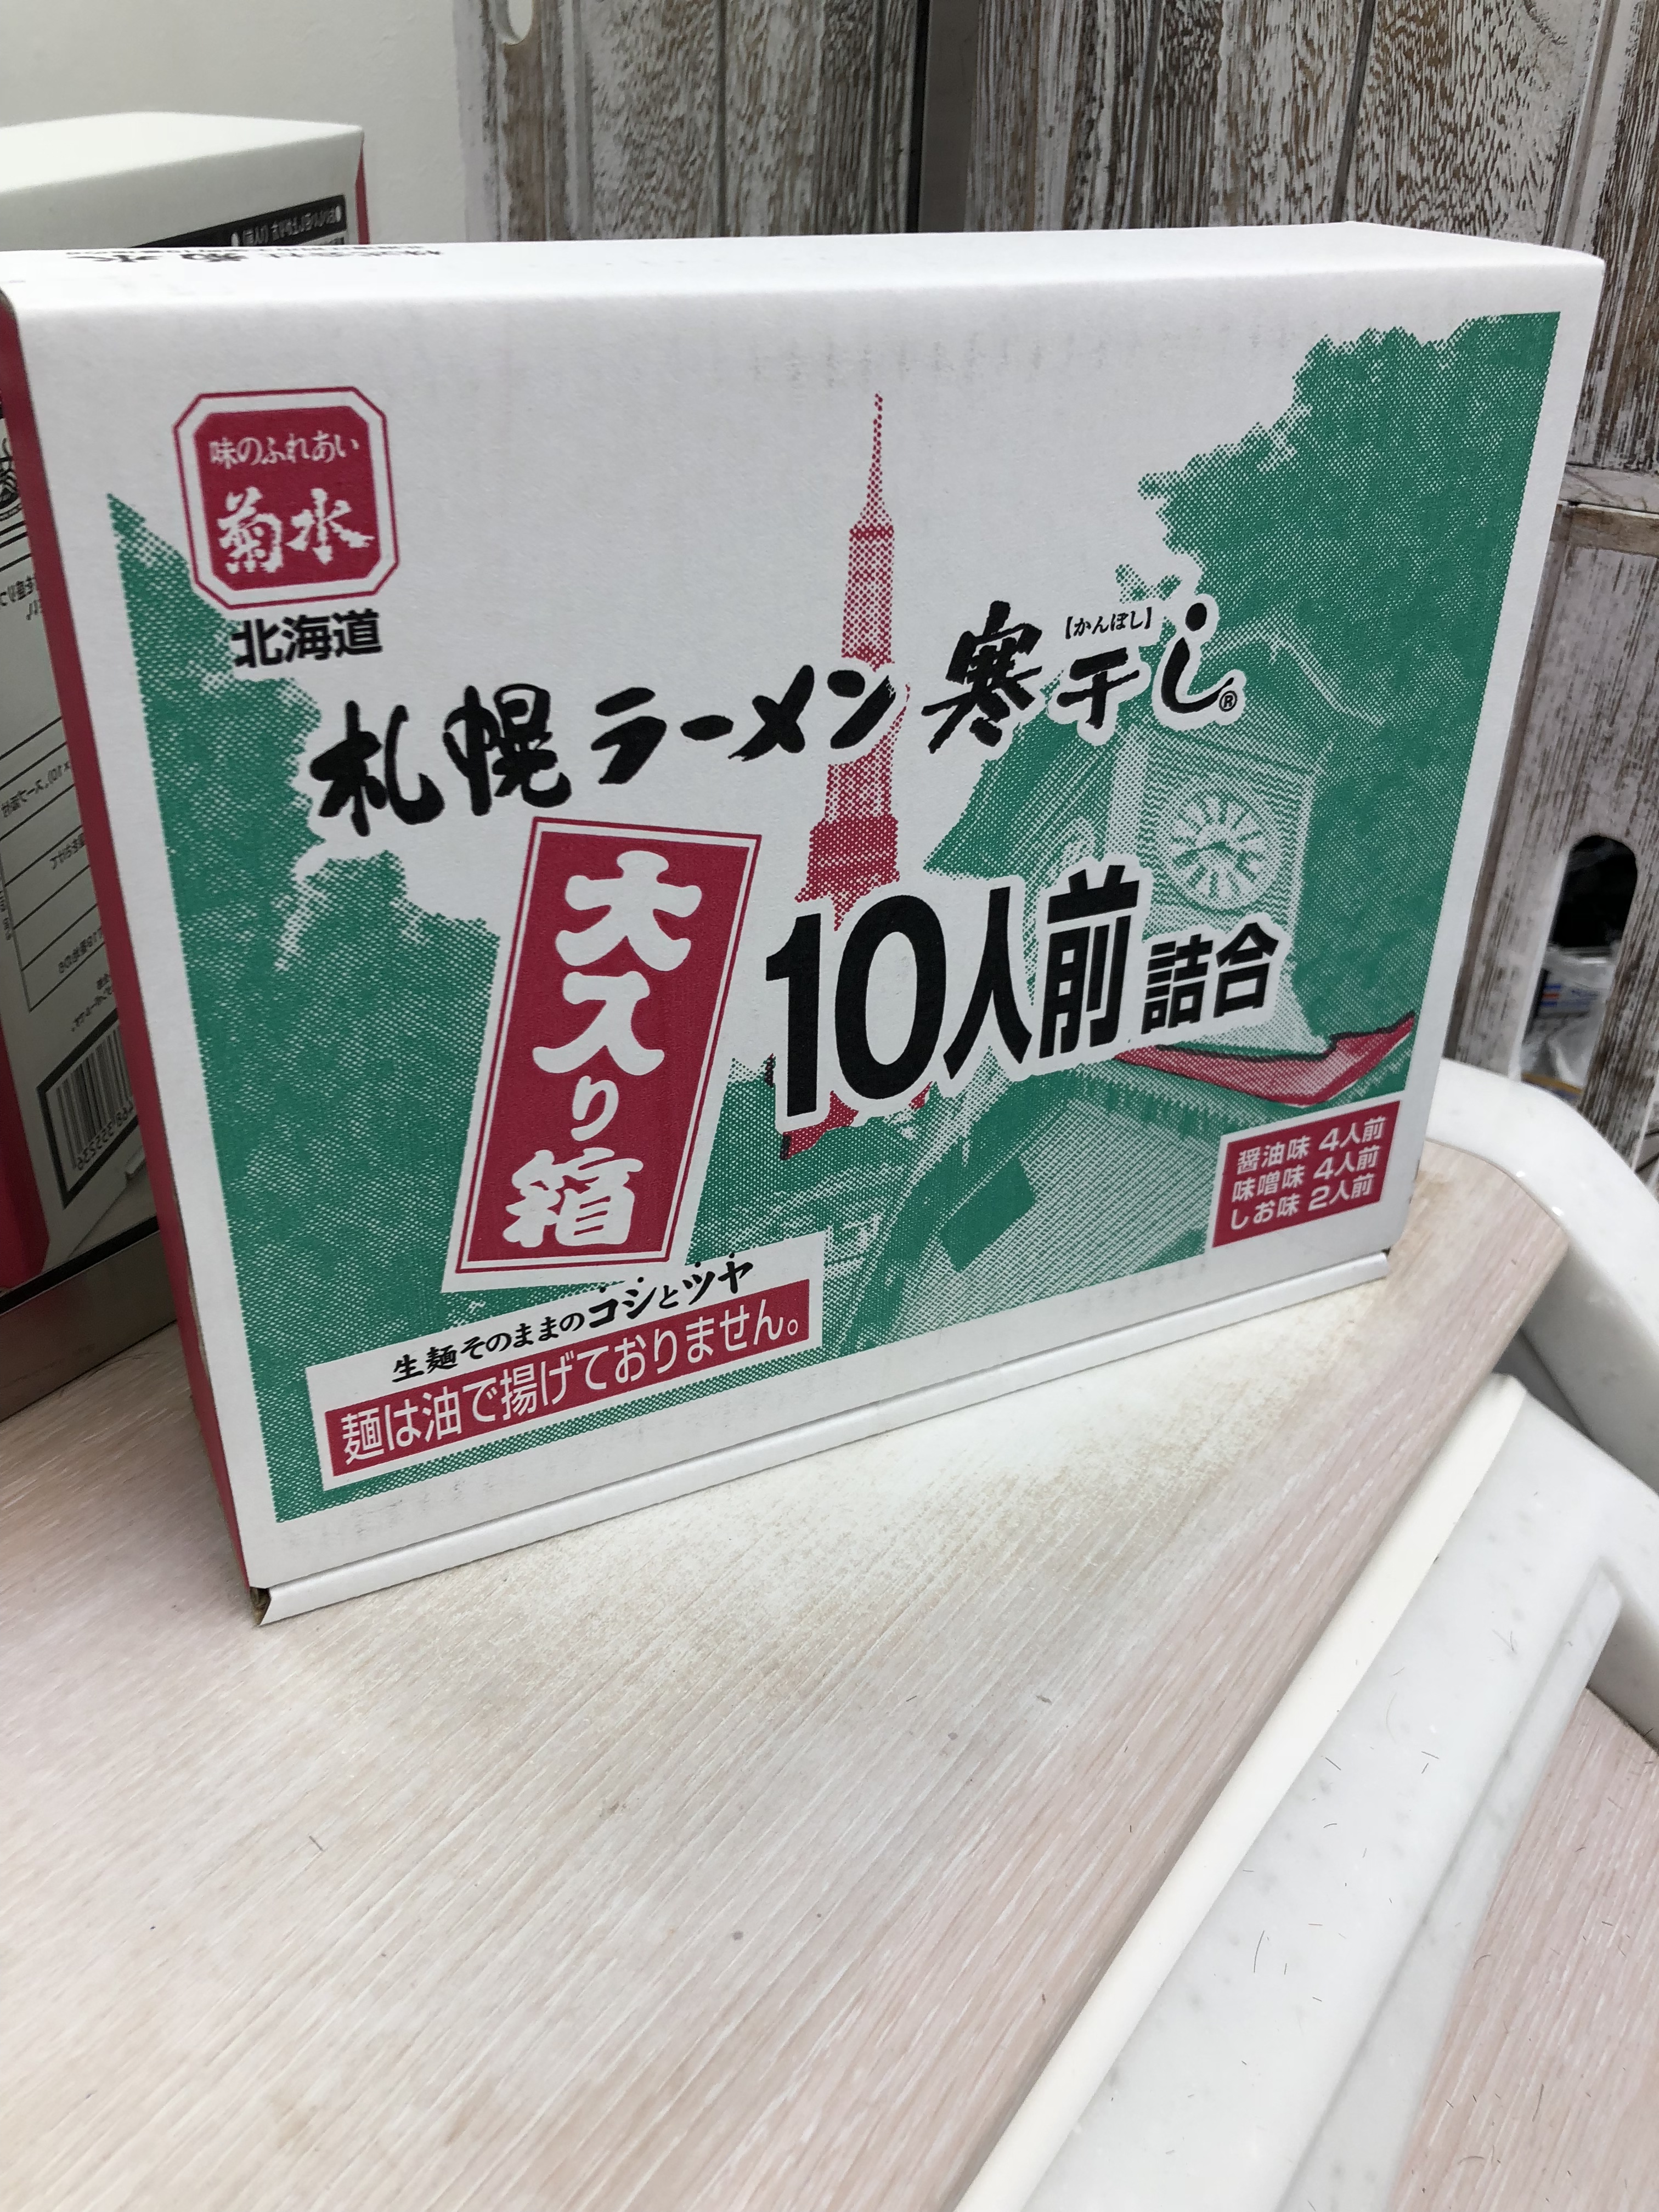 味のふれあい
菊水
北海道
札幌ラーメン寒干し®
【かんぼし】
大入り箱
10人前詰合
醤油味 4人前
味噌味 4人前
しお味 2人前
生麺そのままのコシとツヤ
麺は油で揚げておりません。